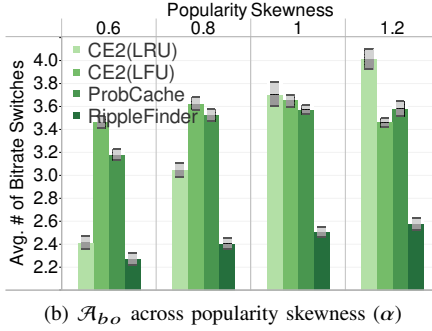 Popularity Skewness
0.6 0.8 1 1.2
Avg. # of Bitrate Switches
4.0
3.8
3.6
3.4
3.2
3.0
2.8
2.6
2.4
2.2
CE2(LRU)
CE2(LFU)
ProbCache
RippleFinder
(b) 𝒜bo across popularity skewness (α)